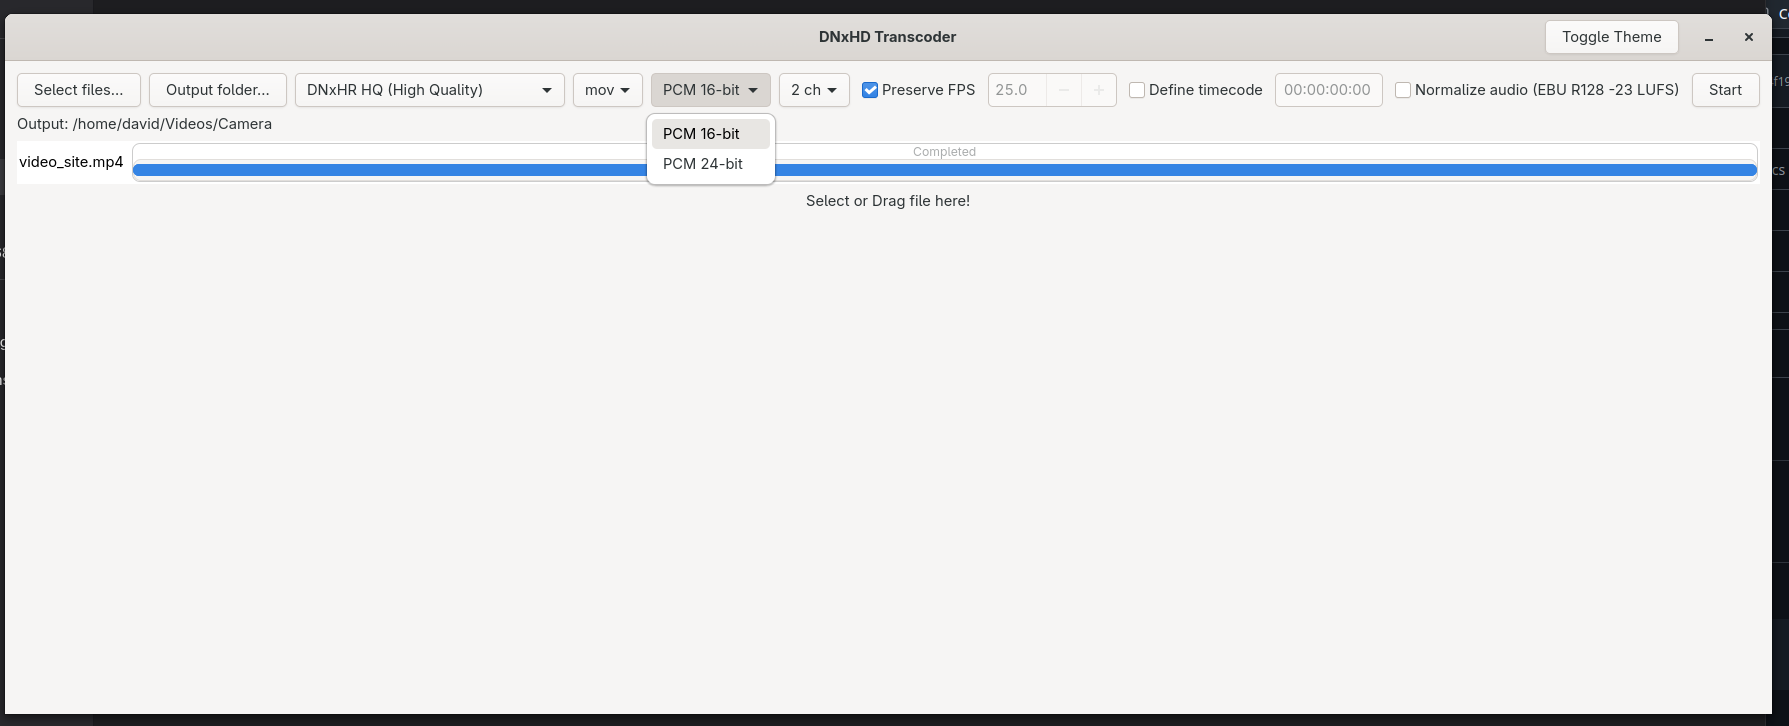 DNxHD Transcoder
Toggle Theme
Select files...
Output folder...
DNxHR HQ (High Quality)
mov
PCM 16-bit
2 ch
Preserve FPS
25.0
Define timecode
00:00:00:00
Normalize audio (EBU R128 -23 LUFS)
Start
Output: /home/david/Videos/Camera
PCM 16-bit
PCM 24-bit
video_site.mp4
Completed
Select or Drag file here!